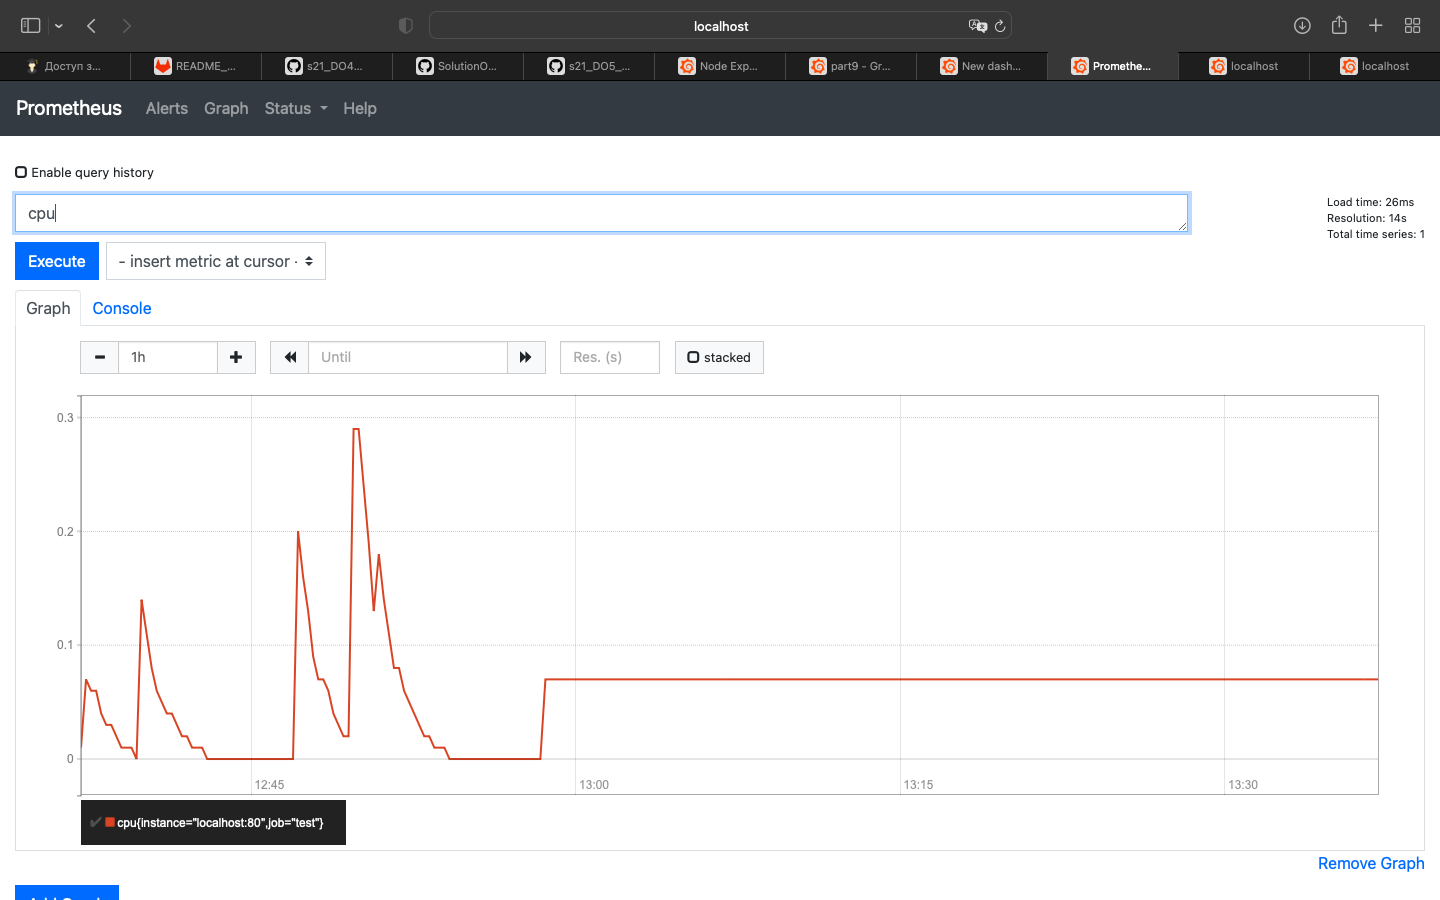 localhost
Доступ з...
README_...
s21_DO4...
SolutionO...
s21_DO5_...
Node Exp...
part9 - Gr...
New dash...
Promethe...
localhost
localhost
Prometheus Alerts Graph Status Help
Enable query history
cpu
Load time: 26ms
Resolution: 14s
Total time series: 1
Execute
- insert metric at cursor -
Graph Console
1h
Until
Res. (s)
stacked
0.3
0.2
0.1
0
12:45 13:00 13:15 13:30
cpu{instance="localhost:80",job="test"}
Remove Graph
Add Graph